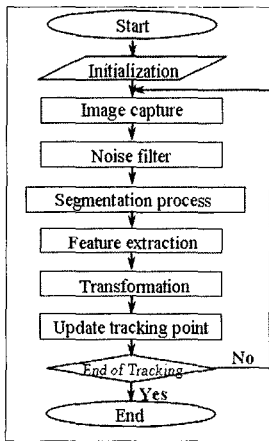 Start
Initialization
Image capture
Noise filter
Segmentation process
Feature extraction
Transformation
Update tracking point
End of Tracking
No
Yes
End